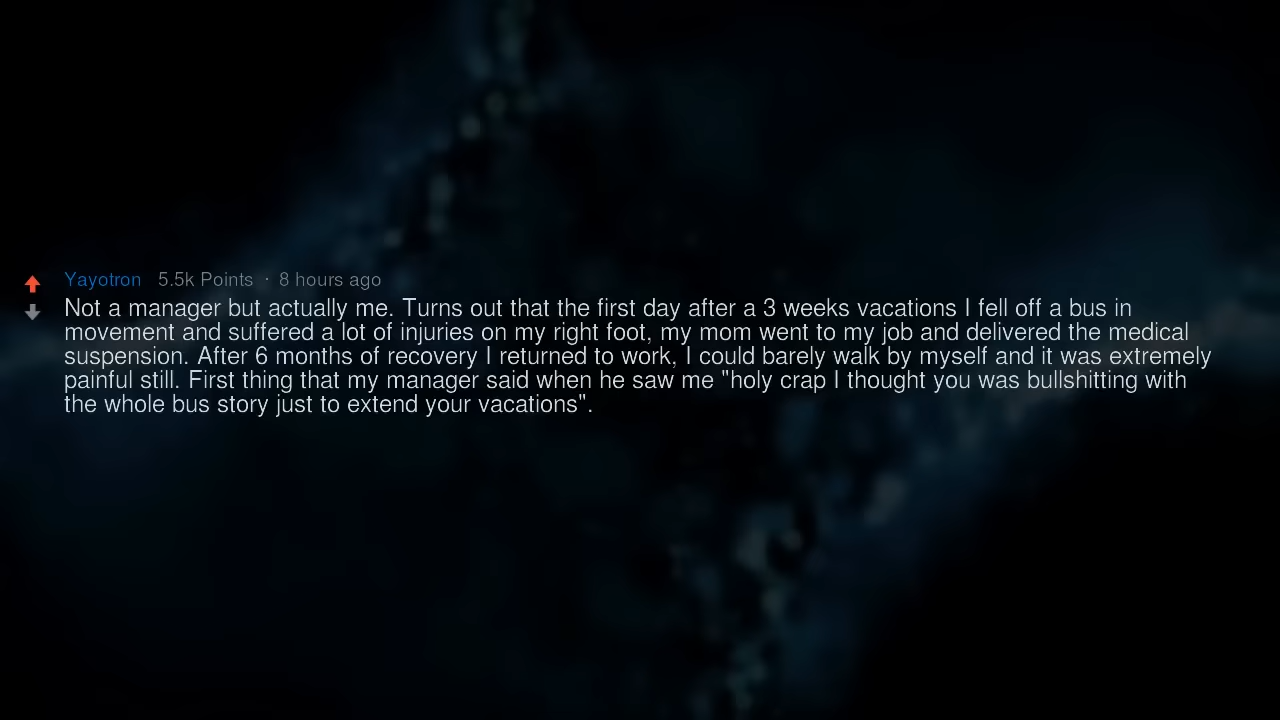 Yayotron 5.5k Points · 8 hours ago
Not a manager but actually me. Turns out that the first day after a 3 weeks vacations I fell off a bus in
movement and suffered a lot of injuries on my right foot, my mom went to my job and delivered the medical
suspension. After 6 months of recovery I returned to work, I could barely walk by myself and it was extremely
painful still. First thing that my manager said when he saw me "holy crap I thought you was bullshitting with
the whole bus story just to extend your vacations".